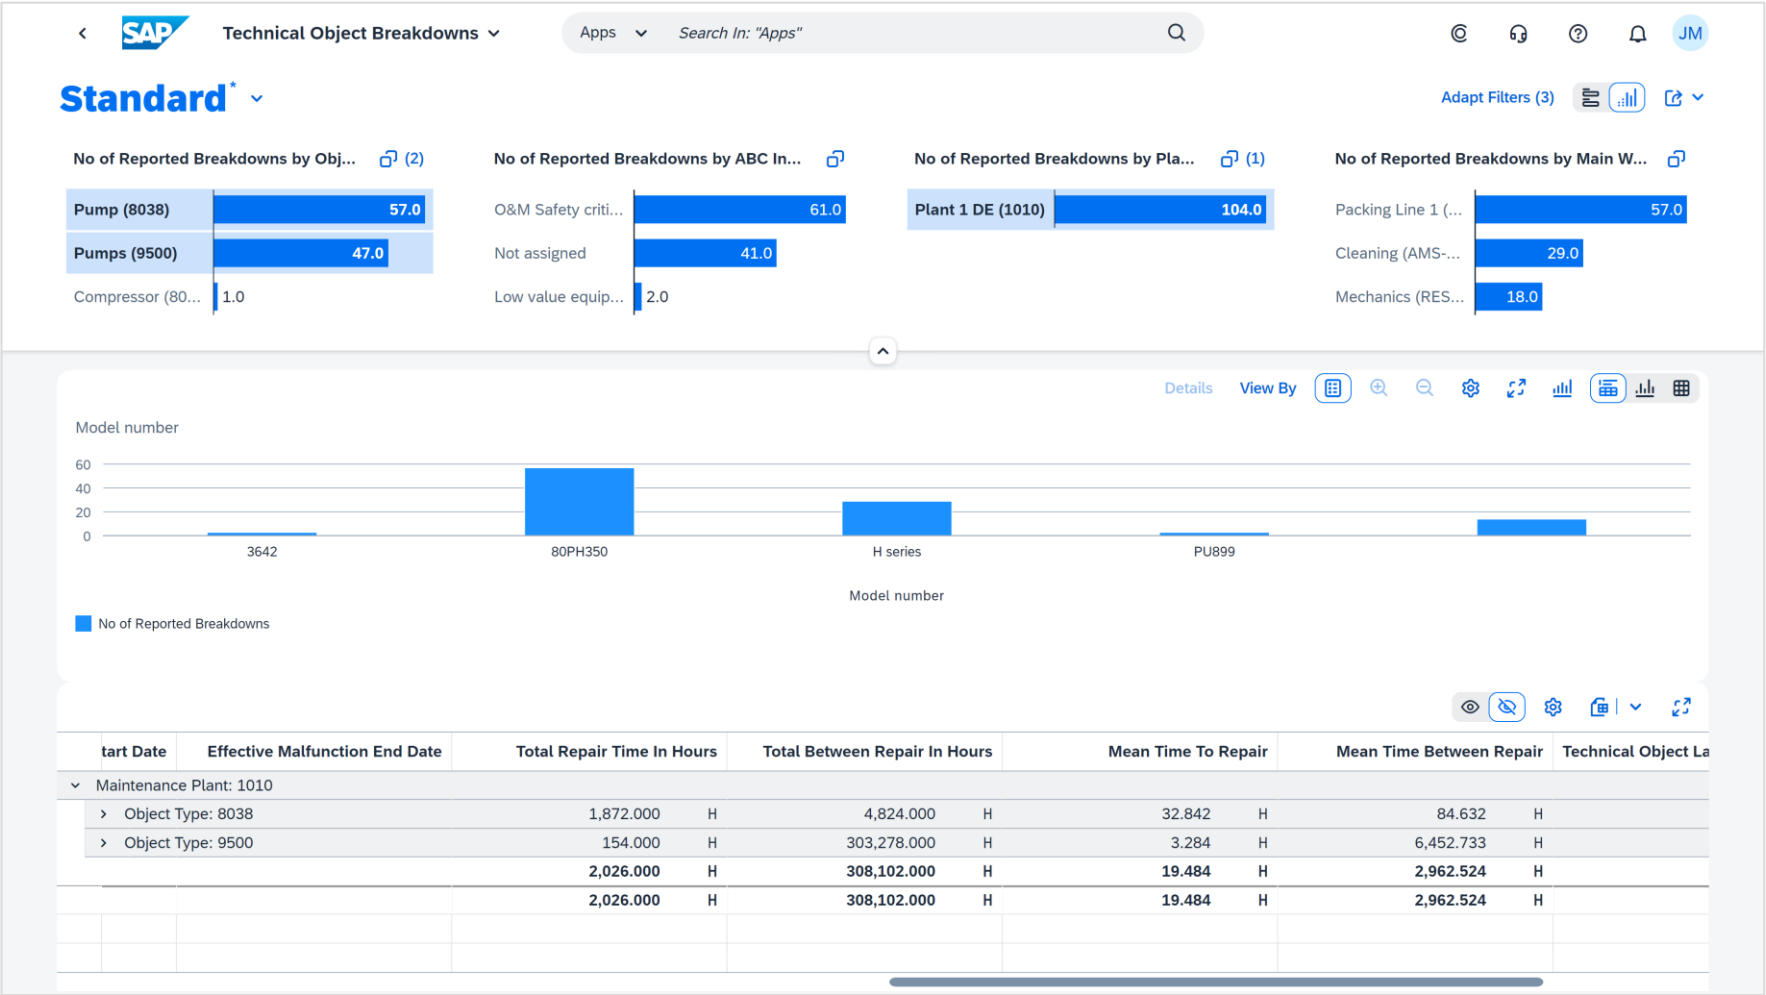 SAP
Technical Object Breakdowns
Apps
Search In: "Apps"
JM
Standard*
Adapt Filters (3)
No of Reported Breakdowns by Obj... (2)
Pump (8038) 57.0
Pumps (9500) 47.0
Compressor (80... 1.0
No of Reported Breakdowns by ABC In...
O&M Safety criti... 61.0
Not assigned 41.0
Low value equip... 2.0
No of Reported Breakdowns by Pla... (1)
Plant 1 DE (1010) 104.0
No of Reported Breakdowns by Main W...
Packing Line 1 (... 57.0
Cleaning (AMS-... 29.0
Mechanics (RES... 18.0
Details View By
Model number
60
40
20
0
3642 80PH350 H series PU899
Model number
No of Reported Breakdowns
tart Date Effective Malfunction End Date Total Repair Time In Hours Total Between Repair In Hours Mean Time To Repair Mean Time Between Repair Technical Object La
Maintenance Plant: 1010
Object Type: 8038 1,872.000 H 4,824.000 H 32.842 H 84.632 H
Object Type: 9500 154.000 H 303,278.000 H 3.284 H 6,452.733 H
2,026.000 H 308,102.000 H 19.484 H 2,962.524 H
2,026.000 H 308,102.000 H 19.484 H 2,962.524 H